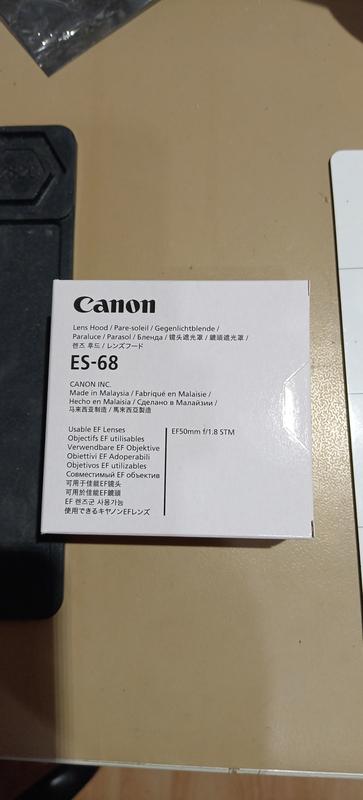 Canon
Lens Hood / Pare-soleil / Gegenlichtblende /
Paraluce / Parasol / Бленда / 镜头遮光罩 / 鏡頭遮光罩 /
렌즈 후드 / レンズフード
ES-68
CANON INC.
Made in Malaysia / Fabriqué en Malaisie /
Hecho en Malaisia / Сделано в Малайзии /
马来西亚制造 / 馬來西亞製造
Usable EF Lenses
Objectifs EF utilisables
Verwendbare EF Objektive
Obiettivi EF Adoperabili
Objetivos EF utilizables
Совместимый EF объектив
可用于佳能EF镜头
可用於佳能EF鏡頭
EF 렌즈군 사용가능
使用できるキヤノンEFレンズ
EF50mm f/1.8 STM